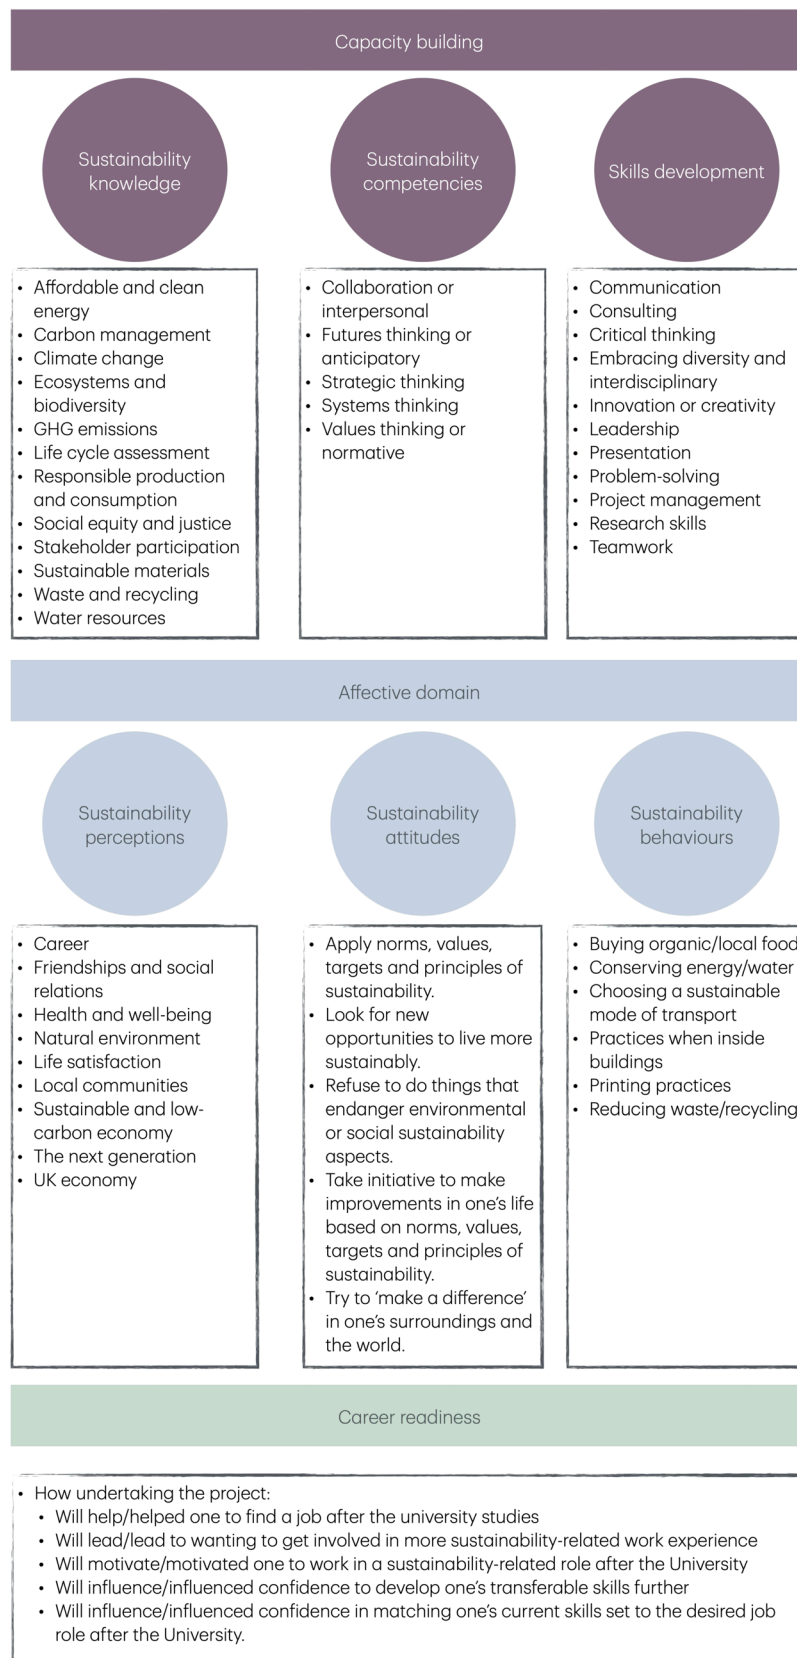 Capacity building
Sustainability
knowledge
Sustainability
competencies
Skills development
• Affordable and clean
energy
• Carbon management
• Climate change
• Ecosystems and
biodiversity
• GHG emissions
• Life cycle assessment
• Responsible production
and consumption
• Social equity and justice
• Stakeholder participation
• Sustainable materials
• Waste and recycling
• Water resources
• Collaboration or
interpersonal
• Futures thinking or
anticipatory
• Strategic thinking
• Systems thinking
• Values thinking or
normative
• Communication
• Consulting
• Critical thinking
• Embracing diversity and
interdisciplinary
• Innovation or creativity
• Leadership
• Presentation
• Problem-solving
• Project management
• Research skills
• Teamwork
Affective domain
Sustainability
perceptions
Sustainability
attitudes
Sustainability
behaviours
• Career
• Friendships and social
relations
• Health and well-being
• Natural environment
• Life satisfaction
• Local communities
• Sustainable and low-
carbon economy
• The next generation
• UK economy
• Apply norms, values,
targets and principles of
sustainability.
• Look for new
opportunities to live more
sustainably.
• Refuse to do things that
endanger environmental
or social sustainability
aspects.
• Take initiative to make
improvements in one’s life
based on norms, values,
targets and principles of
sustainability.
• Try to ‘make a difference’
in one’s surroundings and
the world.
• Buying organic/local food
• Conserving energy/water
• Choosing a sustainable
mode of transport
• Practices when inside
buildings
• Printing practices
• Reducing waste/recycling
Career readiness
• How undertaking the project:
• Will help/helped one to find a job after the university studies
• Will lead/lead to wanting to get involved in more sustainability-related work experience
• Will motivate/motivated one to work in a sustainability-related role after the University
• Will influence/influenced confidence to develop one’s transferable skills further
• Will influence/influenced confidence in matching one’s current skills set to the desired job
role after the University.